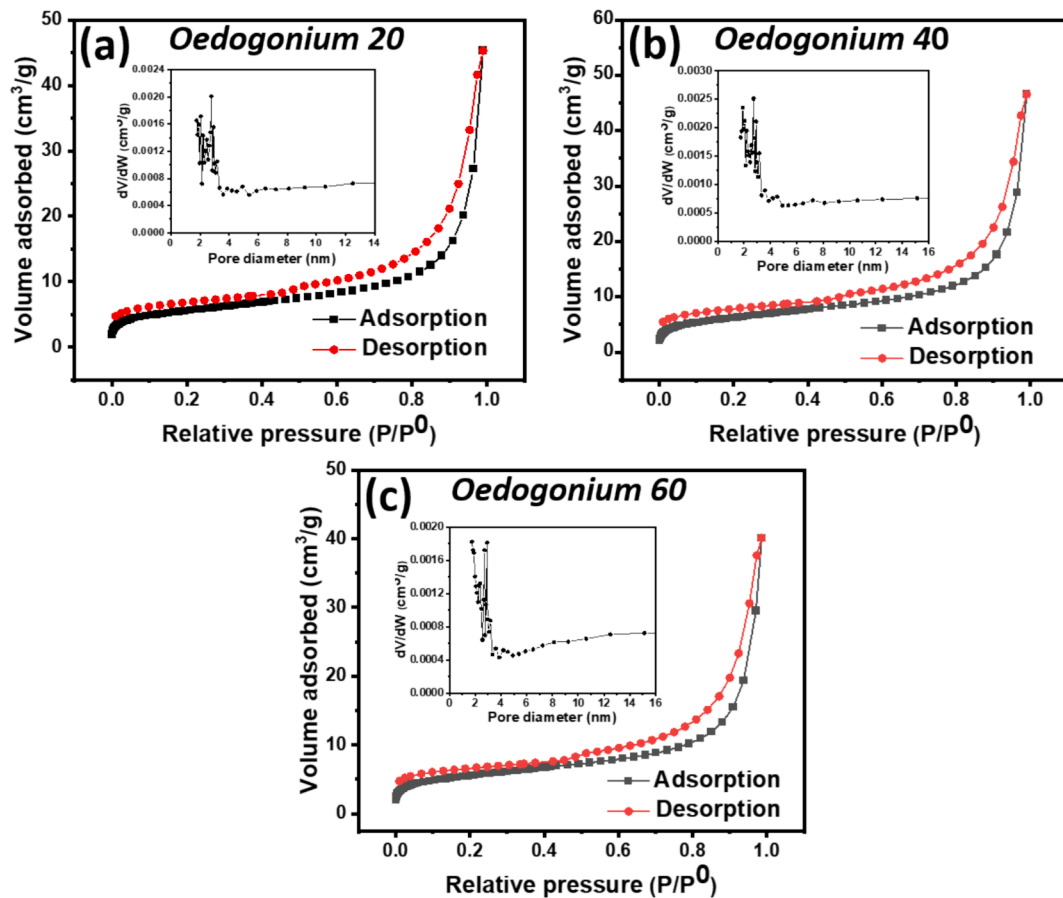 (a) Oedogonium 20
Volume adsorbed (cm³/g)
50
40
30
20
10
0
0.0 0.2 0.4 0.6 0.8 1.0
Relative pressure (P/P⁰)
Adsorption
Desorption
dV/dW (cm³/g)
0.0024
0.0020
0.0016
0.0012
0.0008
0.0004
0.0000
0 2 4 6 8 10 12 14
Pore diameter (nm)
(b) Oedogonium 40
Volume adsorbed (cm³/g)
60
50
40
30
20
10
0
0.0 0.2 0.4 0.6 0.8 1.0
Relative pressure (P/P⁰)
Adsorption
Desorption
dV/dW (cm³/g)
0.0030
0.0025
0.0020
0.0015
0.0010
0.0005
0.0000
0 2 4 6 8 10 12 14 16
Pore diameter (nm)
(c) Oedogonium 60
Volume adsorbed (cm³/g)
50
40
30
20
10
0
0.0 0.2 0.4 0.6 0.8 1.0
Relative pressure (P/P⁰)
Adsorption
Desorption
dV/dW (cm³/g)
0.0020
0.0016
0.0012
0.0008
0.0004
0.0000
0 2 4 6 8 10 12 14 16
Pore diameter (nm)